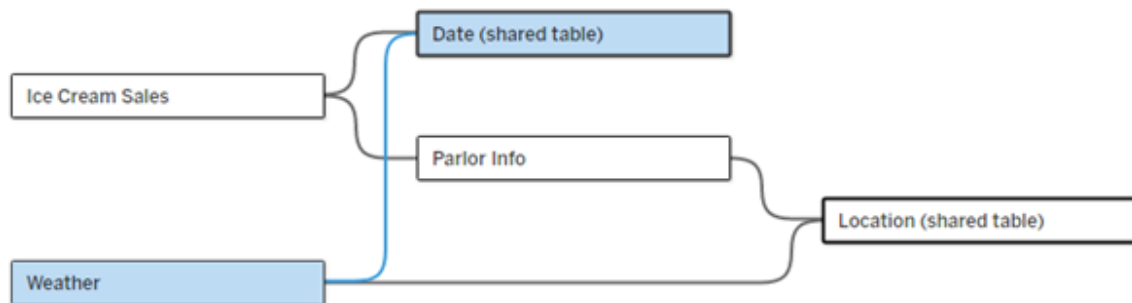 Date (shared table)
Ice Cream Sales
Parlor Info
Location (shared table)
Weather